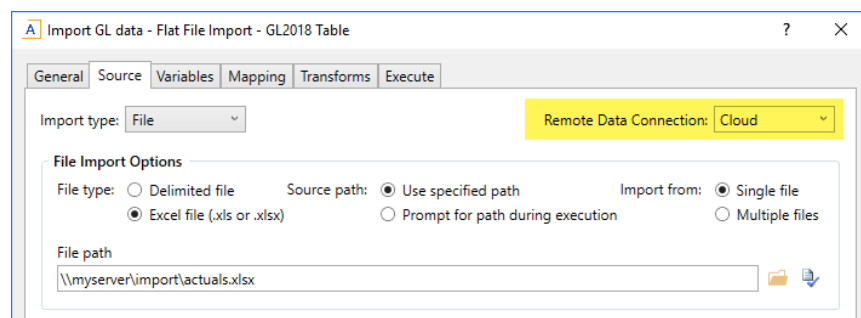 A Import GL data - Flat File Import - GL2018 Table ?
General Source Variables Mapping Transforms Execute
Import type: File Remote Data Connection: Cloud
File Import Options
File type: Delimited file Source path: Use specified path Import from: Single file
Excel file (.xls or .xlsx) Prompt for path during execution Multiple files
File path
\\myserver\import\actuals.xlsx